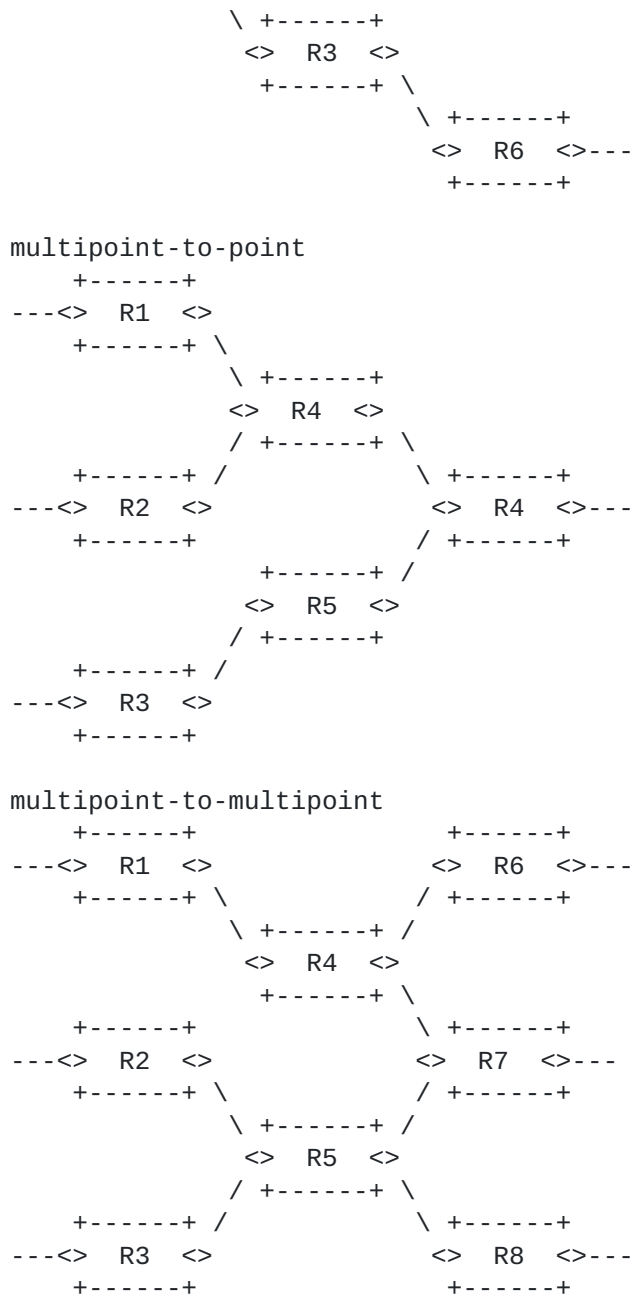 \ +------+
                <>  R3  <>
                 +------+ \
                           \ +------+
                            <>  R6  <>---
                             +------+

multipoint-to-point
    +------+
---<>  R1  <>
    +------+ \
              \ +------+
              <>  R4  <>
              / +------+ \
    +------+ /            \ +------+
---<>  R2  <>              <>  R4  <>---
    +------+              / +------+
                +------+ /
               <>  R5  <>
              / +------+
    +------+ /
---<>  R3  <>
    +------+

multipoint-to-multipoint
    +------+                +------+
---<>  R1  <>              <>  R6  <>---
    +------+ \            / +------+
              \ +------+ /
               <>  R4  <>
                +------+ \
    +------+              \ +------+
---<>  R2  <>             <>  R7  <>---
    +------+ \            / +------+
              \ +------+ /
               <>  R5  <>
              / +------+ \
    +------+ /            \ +------+
---<>  R3  <>              <>  R8  <>---
    +------+                +------+